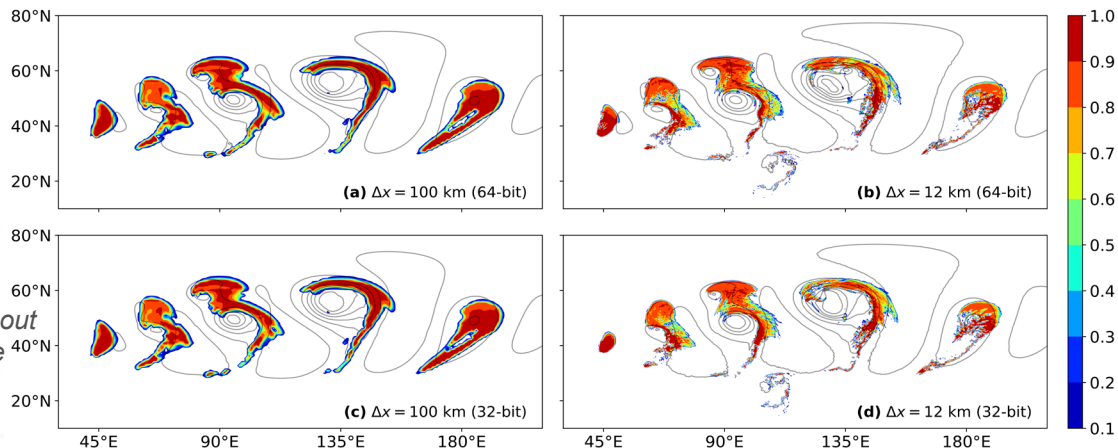 80°N
60°N
40°N
20°N
(a) Δx = 100 km (64-bit)
(b) Δx = 12 km (64-bit)
80°N
60°N
40°N
20°N
(c) Δx = 100 km (32-bit)
(d) Δx = 12 km (32-bit)
45°E 90°E 135°E 180°E 45°E 90°E 135°E 180°E
1.0
0.9
0.8
0.7
0.6
0.5
0.4
0.3
0.2
0.1
out